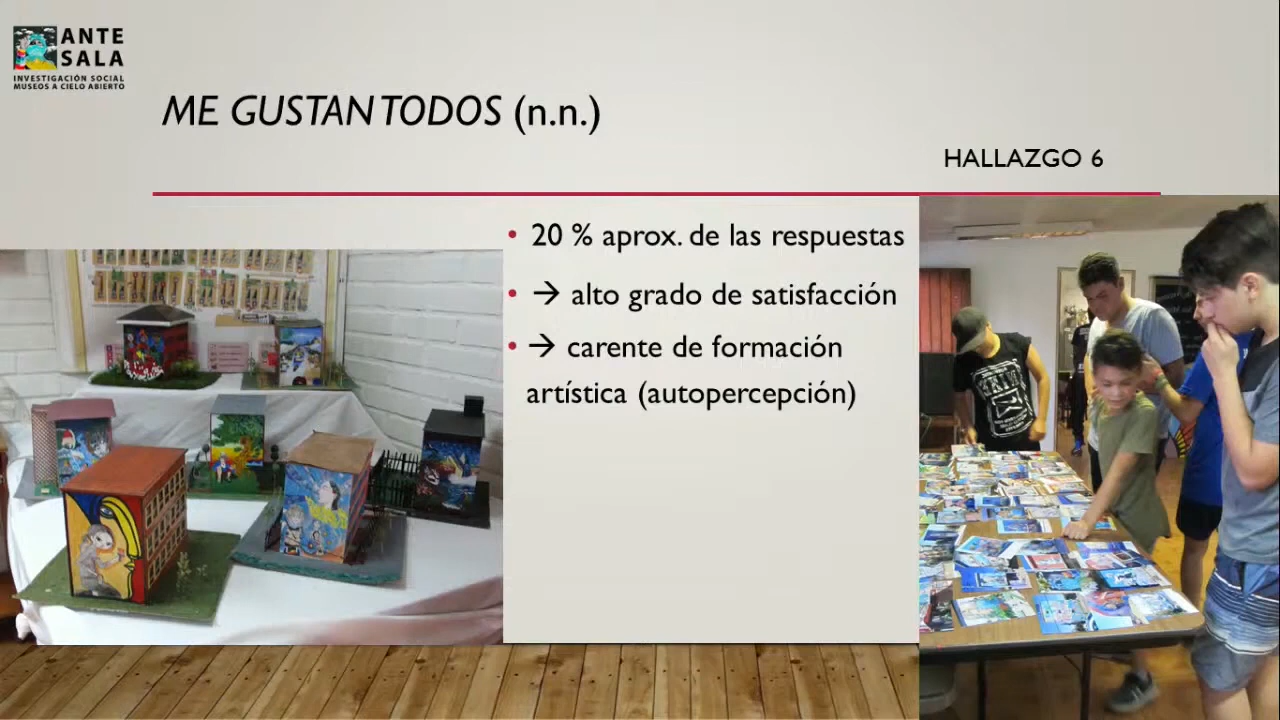 ANTE
SALA
INVESTIGACIÓN SOCIAL
MUSEOS A CIELO ABIERTO
ME GUSTAN TODOS (n.n.)
HALLAZGO 6
• 20 % aprox. de las respuestas
• → alto grado de satisfacción
• → carente de formación
artística (autopercepción)